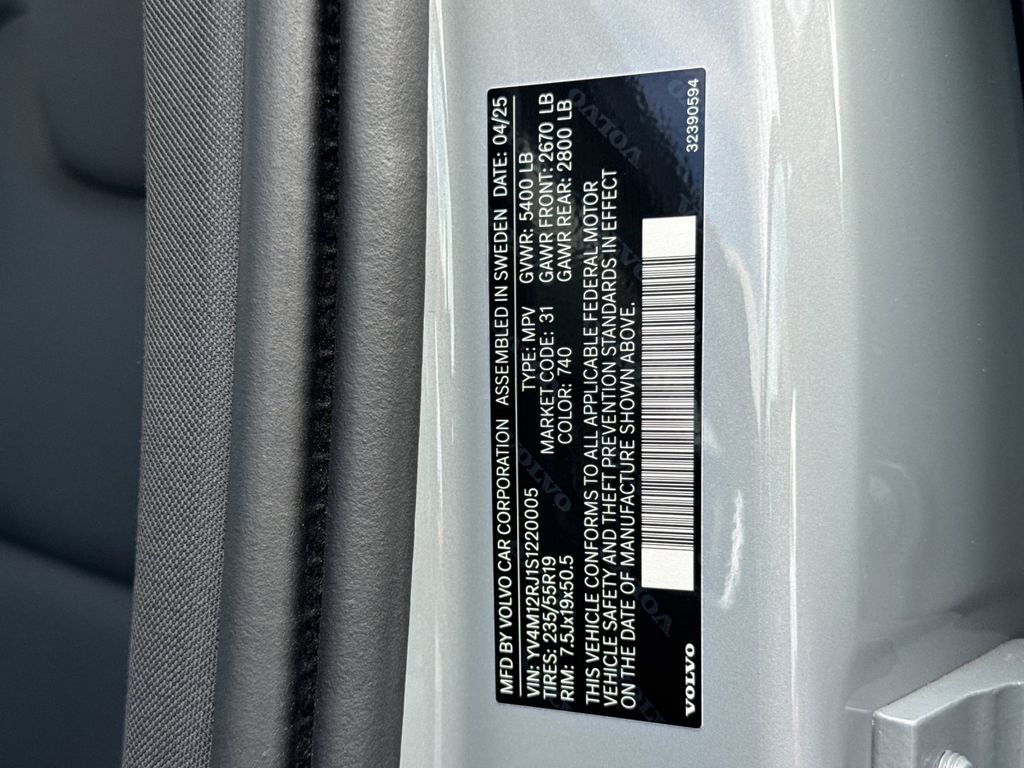 MFD BY VOLVO CAR CORPORATION ASSEMBLED IN SWEDEN DATE: 04/25
VIN: YV4M12RJ1S1220005 TYPE: MPV GVWR: 5400 LB
TIRES: 235/55R19 MARKET CODE: 31 GAWR FRONT: 2670 LB
RIM: 7.5Jx19x50.5 COLOR: 740 GAWR REAR: 2800 LB
THIS VEHICLE CONFORMS TO ALL APPLICABLE FEDERAL MOTOR
VEHICLE SAFETY AND THEFT PREVENTION STANDARDS IN EFFECT
ON THE DATE OF MANUFACTURE SHOWN ABOVE.
VOLVO 32390594